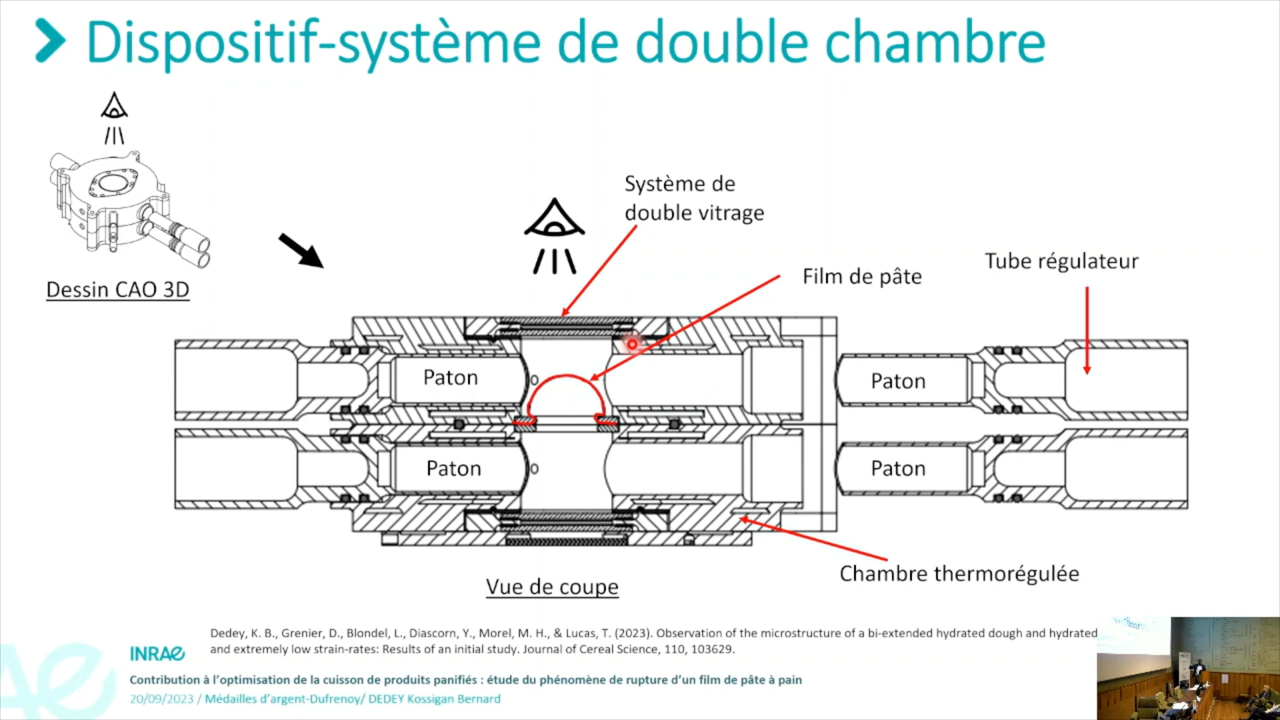 Dispositif-système de double chambre
Système de
double vitrage
Film de pâte
Tube régulateur
Dessin CAO 3D
Paton
Paton
Paton
Paton
Chambre thermorégulée
Vue de coupe
Dedey, K. B., Grenier, D., Blondel, L., Diascorn, Y., Morel, M. H., & Lucas, T. (2023). Observation of the microstructure of a bi-extended hydrated dough and hydrated
and extremely low strain-rates: Results of an initial study. Journal of Cereal Science, 110, 103629.
INRAE
Contribution à l'optimisation de la cuisson de produits panifiés : étude du phénomène de rupture d'un film de pâte à pain
20/09/2023 / Médailles d'argent-Dufrenoy/ DEDEY Kossigan Bernard